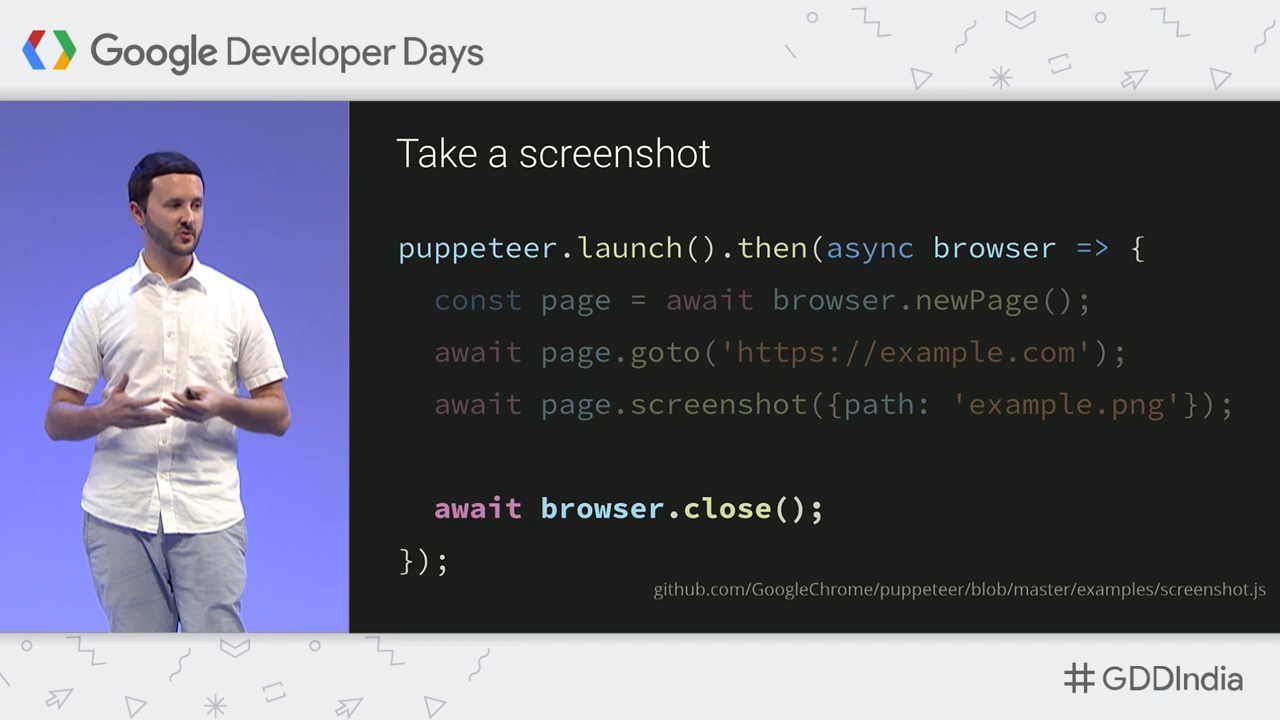 Google Developer Days
Take a screenshot
puppeteer.launch().then(async browser => {
const page = await browser.newPage();
await page.goto('https://example.com');
await page.screenshot({path: 'example.png'});
await browser.close();
});
github.com/GoogleChrome/puppeteer/blob/master/examples/screenshot.js
#GDDIndia